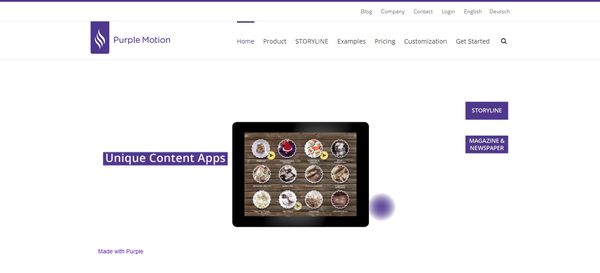 Blog Company Contact Login English Deutsch
Purple Motion
Home Product STORYLINE Examples Pricing Customization Get Started
STORYLINE
MAGAZINE &
NEWSPAPER
Unique Content Apps
Made with Purple